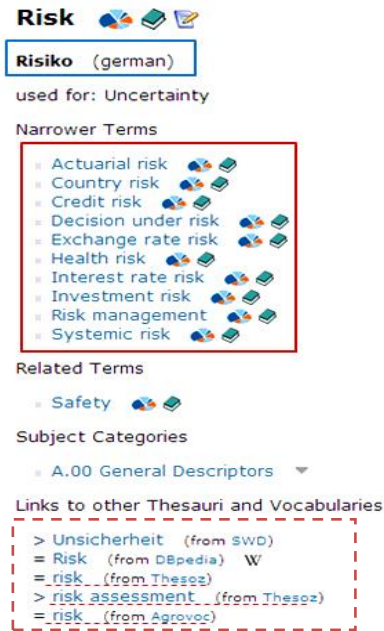 Risk
Risiko (german)
used for: Uncertainty
Narrower Terms
Actuarial risk
Country risk
Credit risk
Decision under risk
Exchange rate risk
Health risk
Interest rate risk
Investment risk
Risk management
Systemic risk
Related Terms
Safety
Subject Categories
A.00 General Descriptors
Links to other Thesauri and Vocabularies
> Unsicherheit (from SWD)
= Risk (from DBpedia) W
= risk (from Thesoz)
> risk assessment (from Thesoz)
= risk (from Agrovoc)